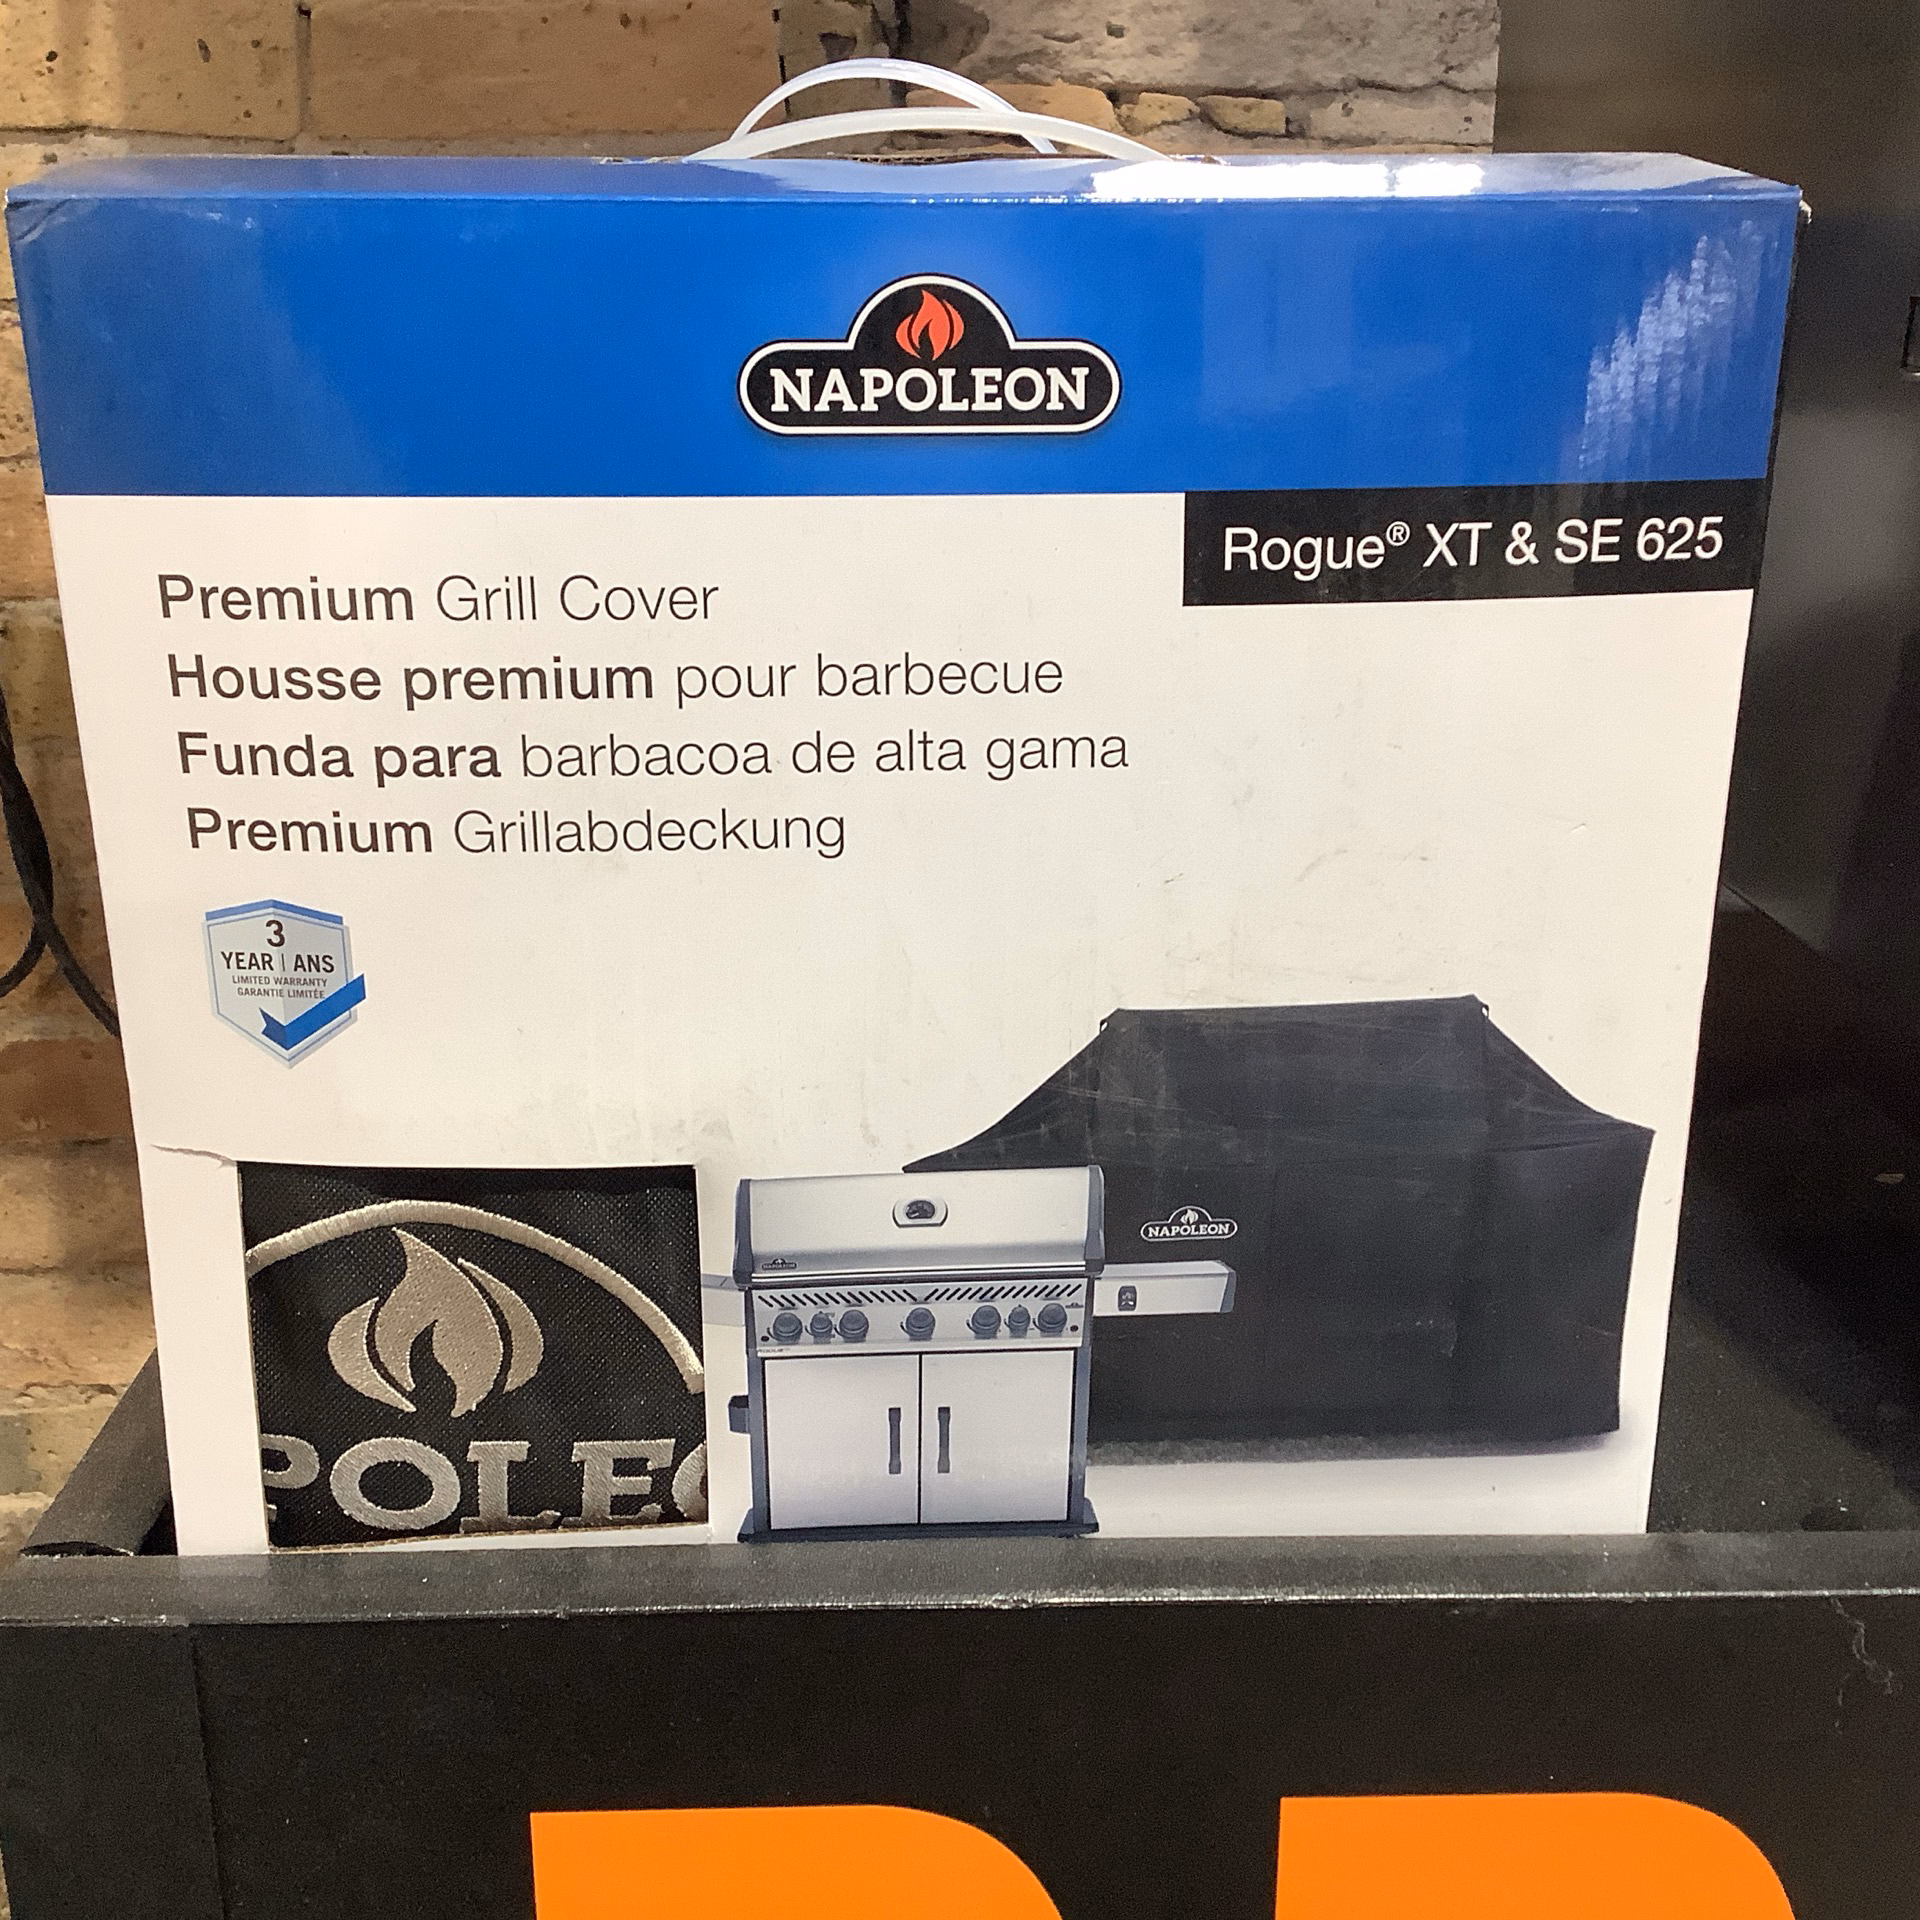 NAPOLEON
Rogue® XT & SE 625
Premium Grill Cover
Housse premium pour barbecue
Funda para barbacoa de alta gama
Premium Grillabdeckung
3
YEAR | ANS
LIMITED WARRANTY
GARANTIE LIMITÉE
NAPOLEON
POLE